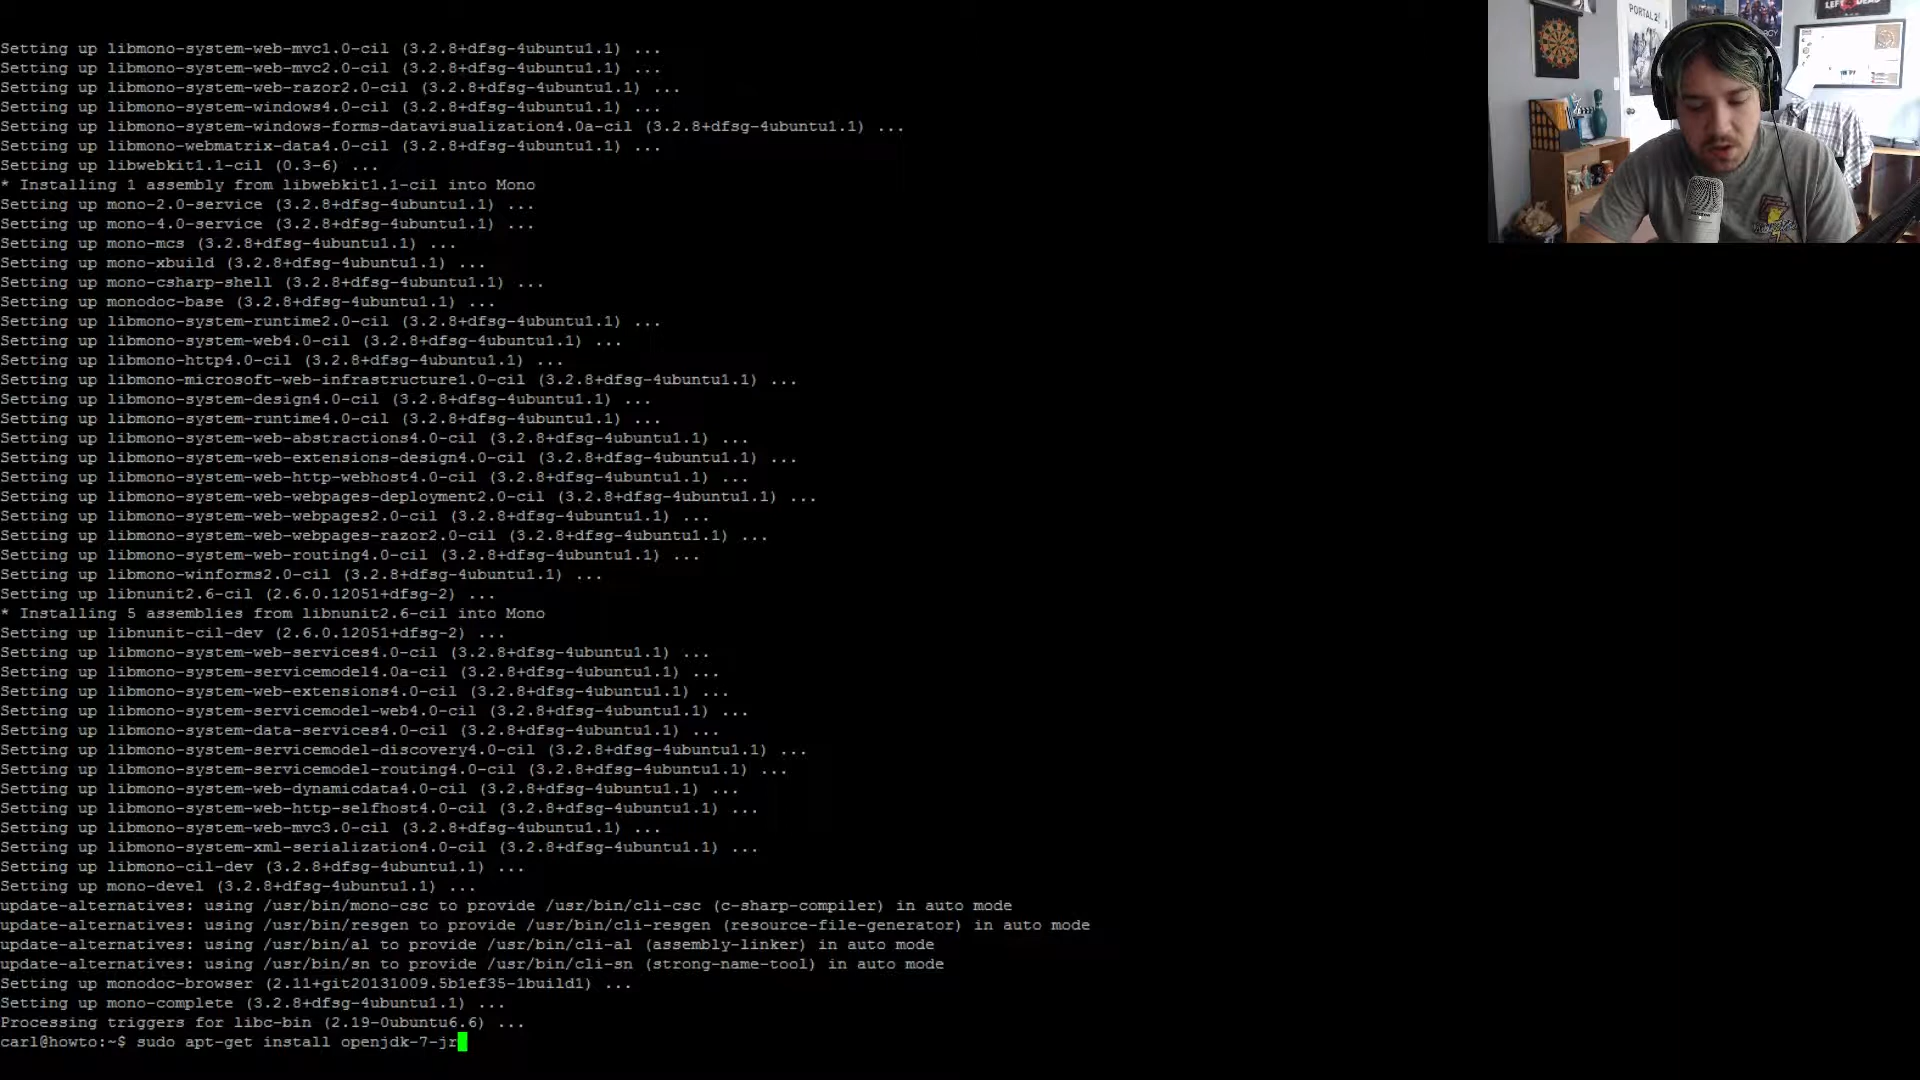 Setting up libmono-system-web-mvc1.0-cil (3.2.8+dfsg-4ubuntu1.1) ...
Setting up libmono-system-web-mvc2.0-cil (3.2.8+dfsg-4ubuntu1.1) ...
Setting up libmono-system-web-razor2.0-cil (3.2.8+dfsg-4ubuntu1.1) ...
Setting up libmono-system-windows4.0-cil (3.2.8+dfsg-4ubuntu1.1) ...
Setting up libmono-system-windows-forms-datavisualization4.0a-cil (3.2.8+dfsg-4ubuntu1.1) ...
Setting up libmono-webmatrix-data4.0-cil (3.2.8+dfsg-4ubuntu1.1) ...
Setting up libwebkit1.1-cil (0.3-6) ...
* Installing 1 assembly from libwebkit1.1-cil into Mono
Setting up mono-2.0-service (3.2.8+dfsg-4ubuntu1.1) ...
Setting up mono-4.0-service (3.2.8+dfsg-4ubuntu1.1) ...
Setting up mono-mcs (3.2.8+dfsg-4ubuntu1.1) ...
Setting up mono-xbuild (3.2.8+dfsg-4ubuntu1.1) ...
Setting up mono-csharp-shell (3.2.8+dfsg-4ubuntu1.1) ...
Setting up monodoc-base (3.2.8+dfsg-4ubuntu1.1) ...
Setting up libmono-system-runtime2.0-cil (3.2.8+dfsg-4ubuntu1.1) ...
Setting up libmono-system-web4.0-cil (3.2.8+dfsg-4ubuntu1.1) ...
Setting up libmono-http4.0-cil (3.2.8+dfsg-4ubuntu1.1) ...
Setting up libmono-microsoft-web-infrastructure1.0-cil (3.2.8+dfsg-4ubuntu1.1) ...
Setting up libmono-system-design4.0-cil (3.2.8+dfsg-4ubuntu1.1) ...
Setting up libmono-system-runtime4.0-cil (3.2.8+dfsg-4ubuntu1.1) ...
Setting up libmono-system-web-abstractions4.0-cil (3.2.8+dfsg-4ubuntu1.1) ...
Setting up libmono-system-web-extensions-design4.0-cil (3.2.8+dfsg-4ubuntu1.1) ...
Setting up libmono-system-web-http-webhost4.0-cil (3.2.8+dfsg-4ubuntu1.1) ...
Setting up libmono-system-web-webpages-deployment2.0-cil (3.2.8+dfsg-4ubuntu1.1) ...
Setting up libmono-system-web-webpages2.0-cil (3.2.8+dfsg-4ubuntu1.1) ...
Setting up libmono-system-web-webpages-razor2.0-cil (3.2.8+dfsg-4ubuntu1.1) ...
Setting up libmono-system-web-routing4.0-cil (3.2.8+dfsg-4ubuntu1.1) ...
Setting up libmono-winforms2.0-cil (3.2.8+dfsg-4ubuntu1.1) ...
Setting up libnunit2.6-cil (2.6.0.12051+dfsg-2) ...
* Installing 5 assemblies from libnunit2.6-cil into Mono
Setting up libnunit-cil-dev (2.6.0.12051+dfsg-2) ...
Setting up libmono-system-web-services4.0-cil (3.2.8+dfsg-4ubuntu1.1) ...
Setting up libmono-system-servicemodel4.0a-cil (3.2.8+dfsg-4ubuntu1.1) ...
Setting up libmono-system-web-extensions4.0-cil (3.2.8+dfsg-4ubuntu1.1) ...
Setting up libmono-system-servicemodel-web4.0-cil (3.2.8+dfsg-4ubuntu1.1) ...
Setting up libmono-system-data-services4.0-cil (3.2.8+dfsg-4ubuntu1.1) ...
Setting up libmono-system-servicemodel-discovery4.0-cil (3.2.8+dfsg-4ubuntu1.1) ...
Setting up libmono-system-servicemodel-routing4.0-cil (3.2.8+dfsg-4ubuntu1.1) ...
Setting up libmono-system-web-dynamicdata4.0-cil (3.2.8+dfsg-4ubuntu1.1) ...
Setting up libmono-system-web-http-selfhost4.0-cil (3.2.8+dfsg-4ubuntu1.1) ...
Setting up libmono-system-web-mvc3.0-cil (3.2.8+dfsg-4ubuntu1.1) ...
Setting up libmono-system-xml-serialization4.0-cil (3.2.8+dfsg-4ubuntu1.1) ...
Setting up libmono-cil-dev (3.2.8+dfsg-4ubuntu1.1) ...
Setting up mono-devel (3.2.8+dfsg-4ubuntu1.1) ...
update-alternatives: using /usr/bin/mono-csc to provide /usr/bin/cli-csc (c-sharp-compiler) in auto mode
update-alternatives: using /usr/bin/resgen to provide /usr/bin/cli-resgen (resource-file-generator) in auto mode
update-alternatives: using /usr/bin/al to provide /usr/bin/cli-al (assembly-linker) in auto mode
update-alternatives: using /usr/bin/sn to provide /usr/bin/cli-sn (strong-name-tool) in auto mode
Setting up monodoc-browser (2.11+git20131009.5b1ef35-1build1) ...
Setting up mono-complete (3.2.8+dfsg-4ubuntu1.1) ...
Processing triggers for libc-bin (2.19-0ubuntu6.6) ...
carl@howto:~$ sudo apt-get install openjdk-7-jr
PORTAL 2